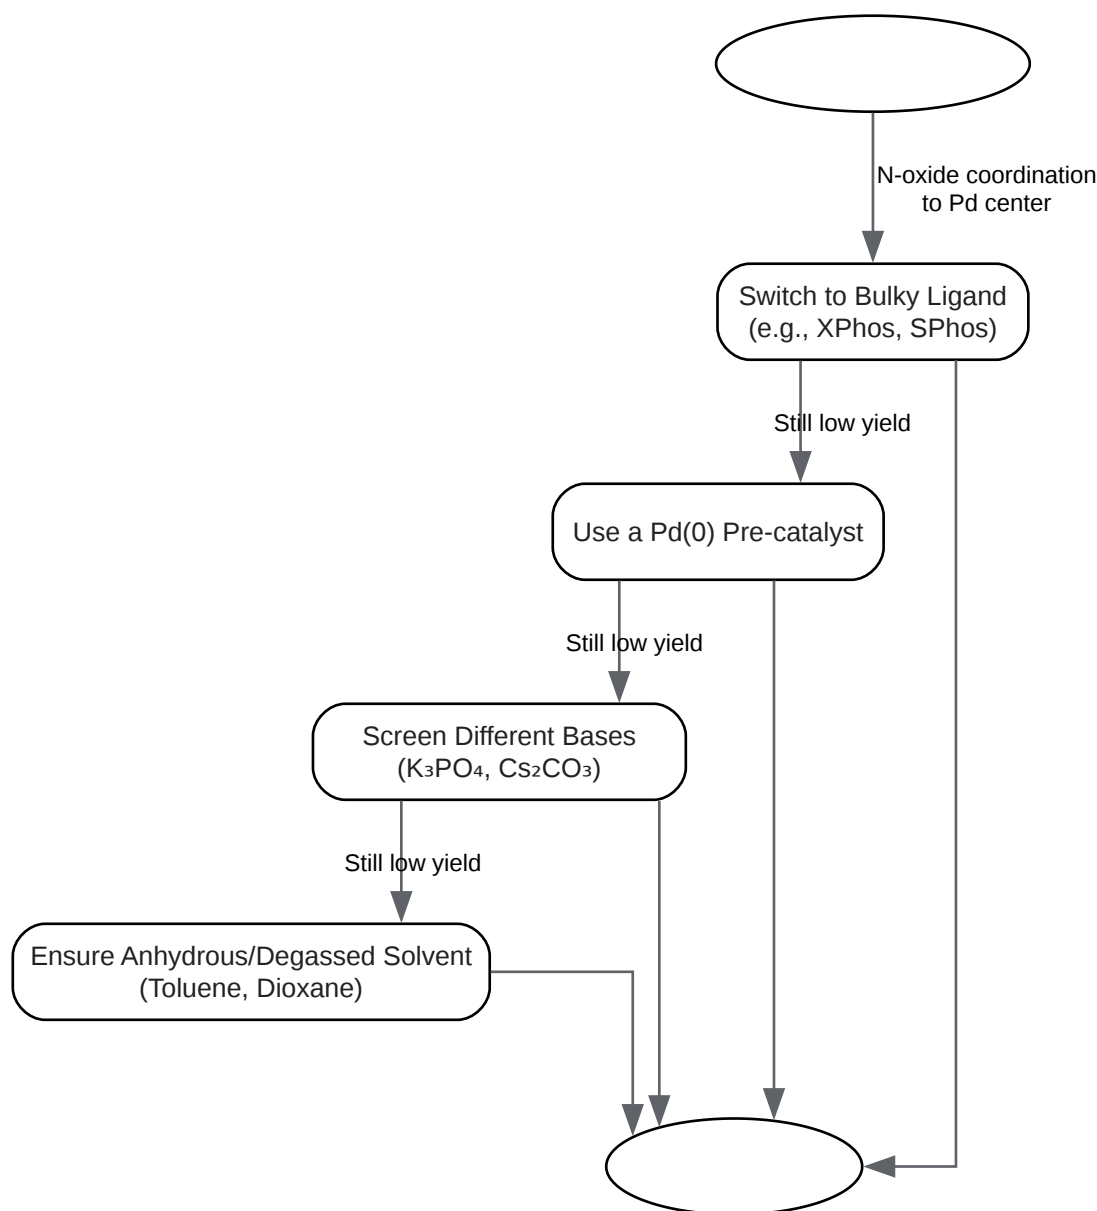 N-oxide coordination
to Pd center
Switch to Bulky Ligand
(e.g., XPhos, SPhos)
Still low yield
Use a Pd(0) Pre-catalyst
Still low yield
Screen Different Bases
(K₃PO₄, Cs₂CO₃)
Still low yield
Ensure Anhydrous/Degassed Solvent
(Toluene, Dioxane)